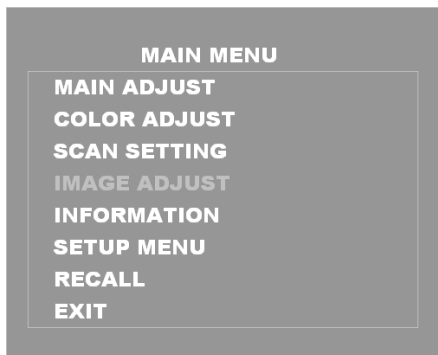 MAIN MENU
MAIN ADJUST
COLOR ADJUST
SCAN SETTING
IMAGE ADJUST
INFORMATION
SETUP MENU
RECALL
EXIT